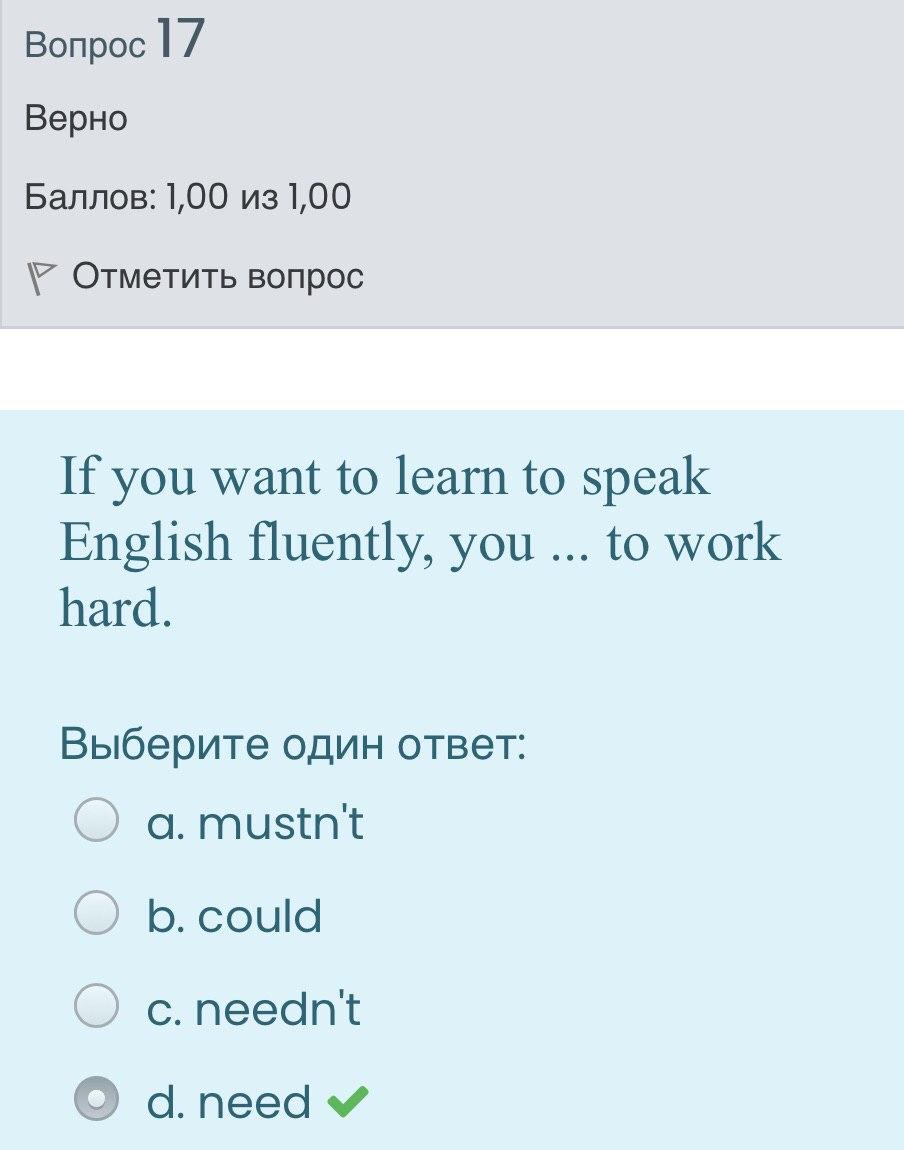 Вопрос 17
Верно
Баллов: 1,00 из 1,00
Отметить вопрос
If you want to learn to speak
English fluently, you ... to work
hard.
Выберите один ответ:
a. mustn't
b. could
c. needn't
d. need